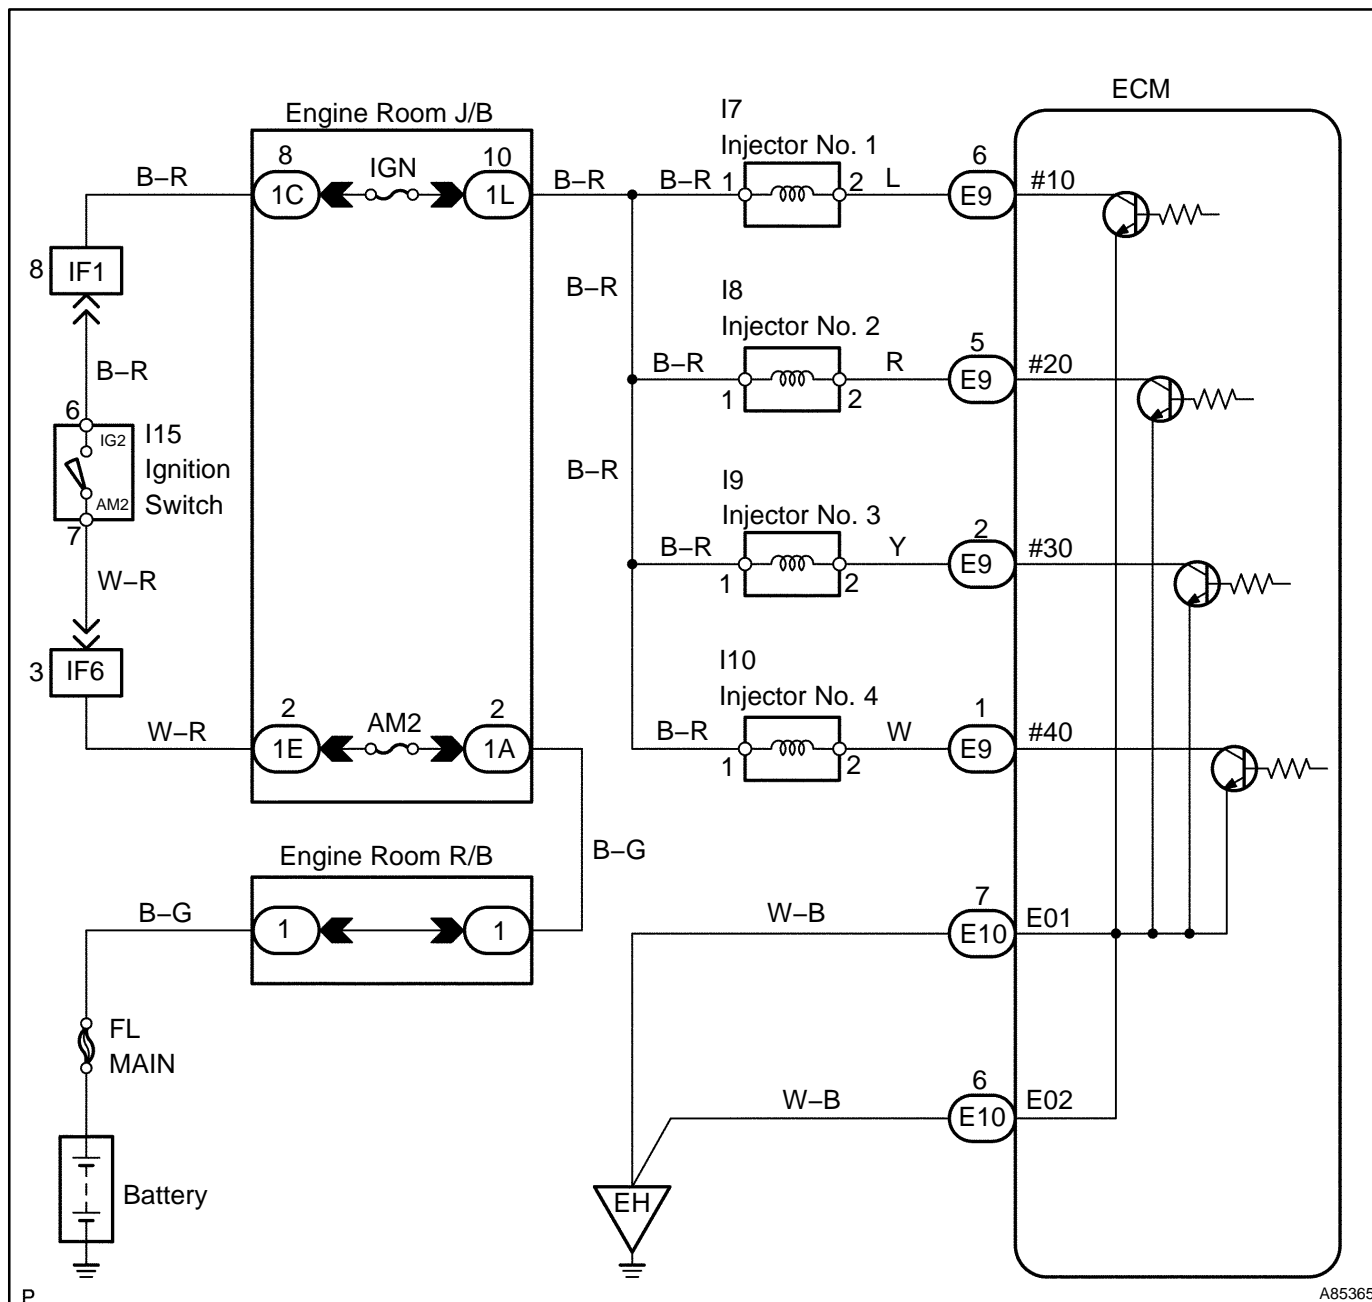 ECM
I7
Engine Room J/B
Injector No. 1
8
IGN
10
6
B–R
1C
1L
B–R
B–R
1
2
L
E9
#10
8
IF1
B–R
I8
Injector No. 2
5
B–R
B–R
R
E9
#20
1
2
6
IG2
I15
Ignition
Switch
AM2
7
B–R
I9
Injector No. 3
2
B–R
Y
E9
#30
1
2
W–R
3
IF6
I10
Injector No. 4
2
AM2
2
1
W–R
1E
1A
B–R
W
E9
#40
1
2
Engine Room R/B
B–G
B–G
1
1
W–B
7
E10
E01
FL
MAIN
W–B
6
E10
E02
Battery
EH
P
A85365